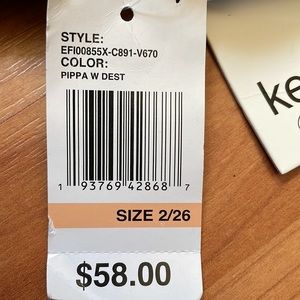 STYLE:
EFI00855X-C891-V670
COLOR:
PIPPA W DEST
1 93769 42868 7
SIZE 2/26
$58.00
ke